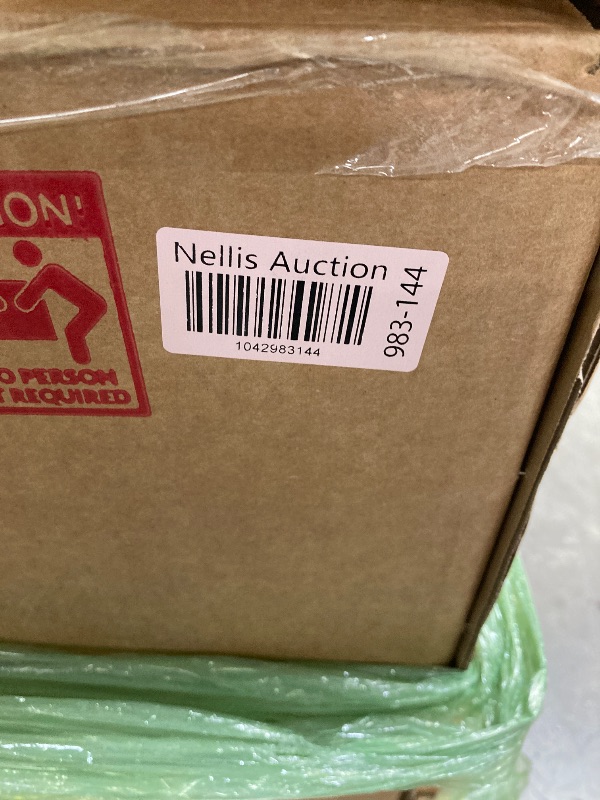 ON!
O PERSON
T REQUIRED
Nellis Auction
1042983144
983-144